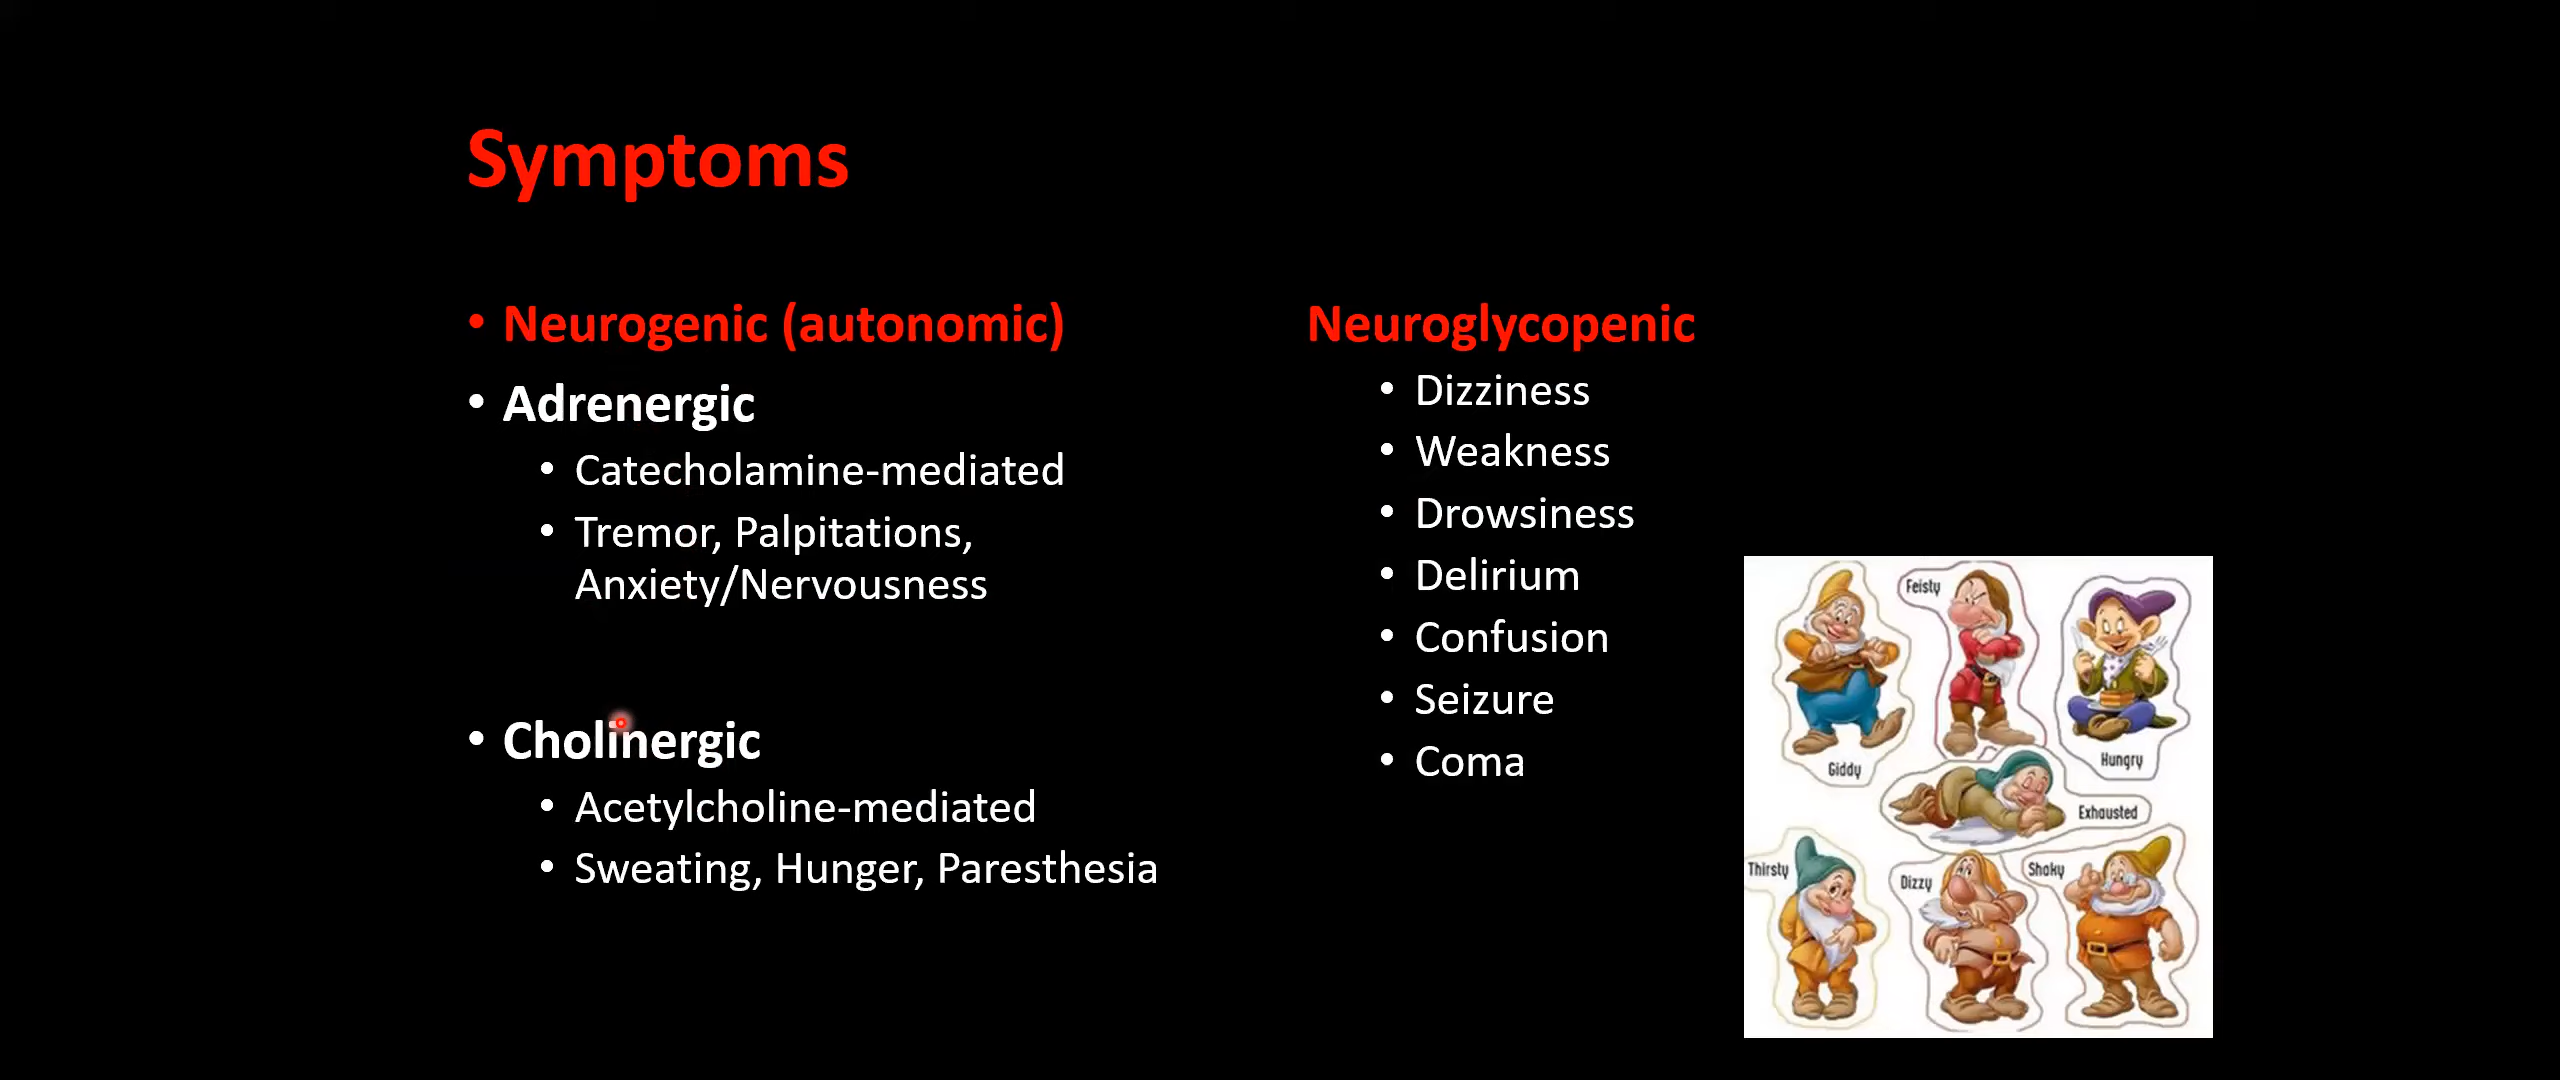 Symptoms
• Neurogenic (autonomic)
• Adrenergic
• Catecholamine-mediated
• Tremor, Palpitations,
Anxiety/Nervousness
• Cholinergic
• Acetylcholine-mediated
• Sweating, Hunger, Paresthesia
Neuroglycopenic
• Dizziness
• Weakness
• Drowsiness
• Delirium
• Confusion
• Seizure
• Coma
Giddy
Feisty
Hungry
Exhausted
Thirsty
Dizzy
Shaky